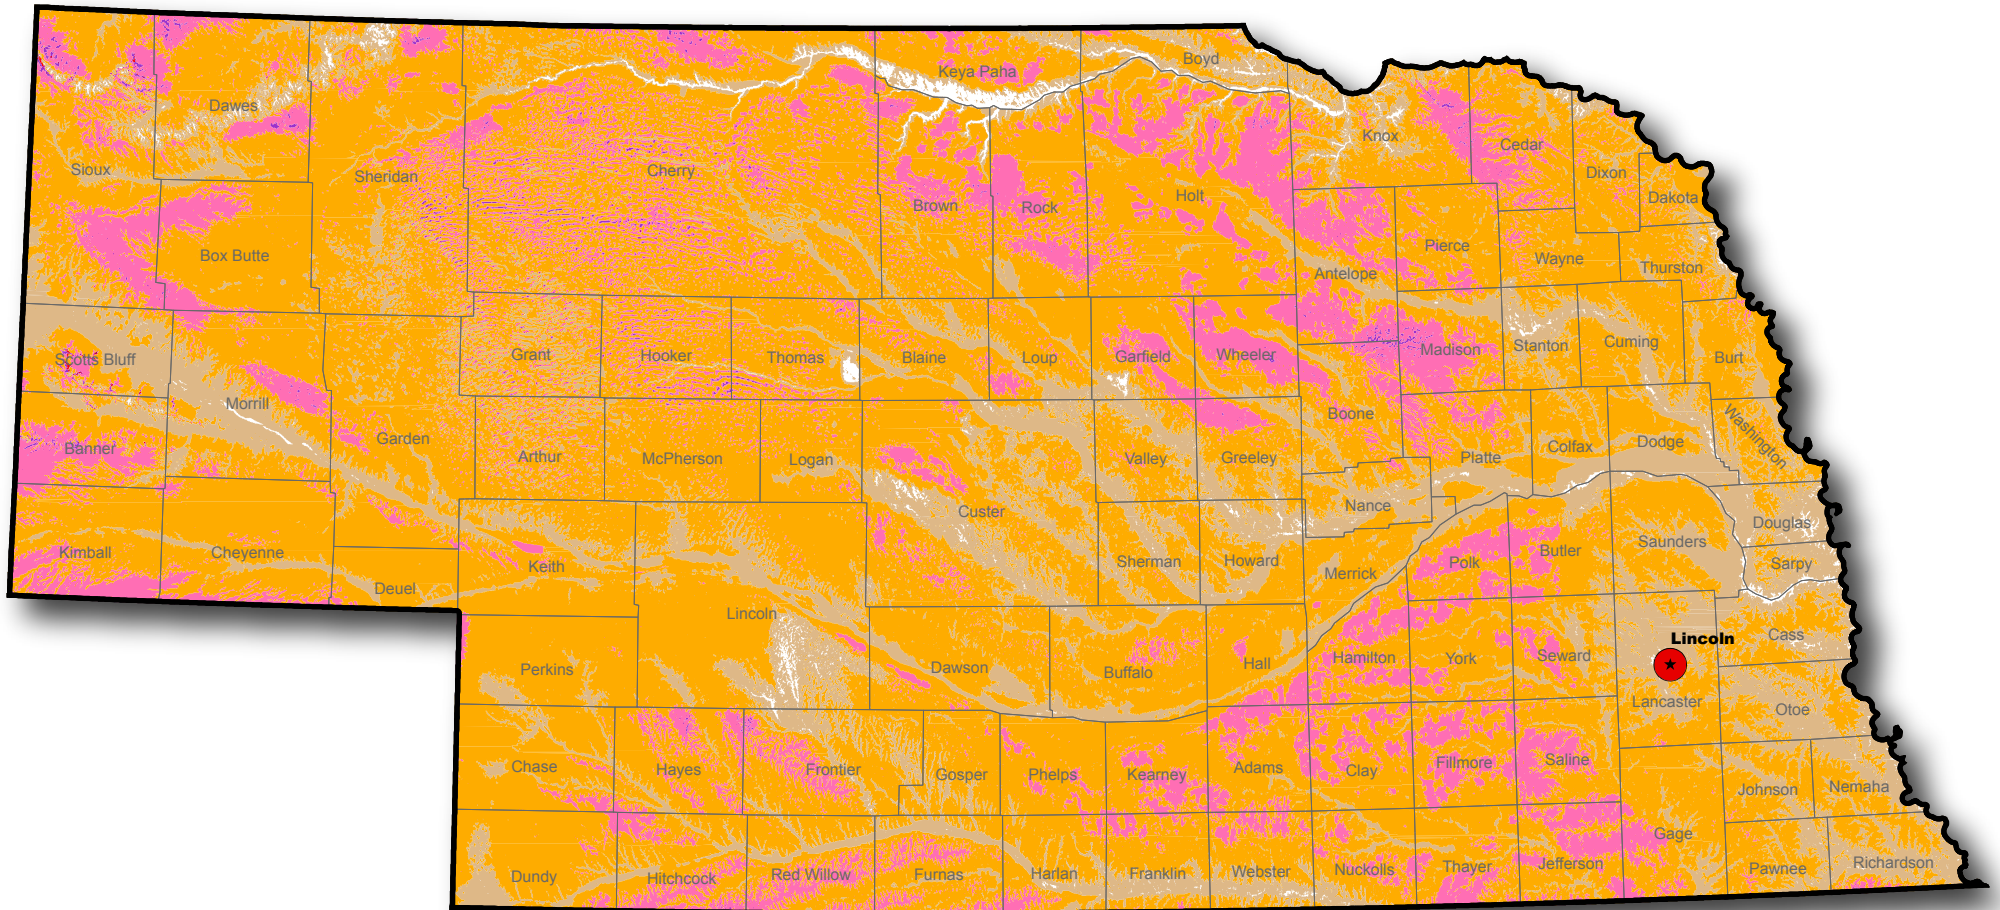 Boyd
Keya Paha
Dawes
Knox
Cedar
Sioux
Sheridan
Cherry
Dixon
Dakota
Brown
Rock
Holt
Box Butte
Pierce
Wayne
Thurston
Antelope
Scotts Bluff
Grant
Hooker
Thomas
Blaine
Loup
Garfield
Wheeler
Madison
Stanton
Cuming
Burt
Morrill
Garden
Boone
Washington
Banner
Arthur
McPherson
Logan
Valley
Greeley
Platte
Colfax
Dodge
Custer
Nance
Douglas
Kimball
Cheyenne
Keith
Sherman
Howard
Merrick
Polk
Butler
Saunders
Sarpy
Deuel
Lincoln
Lincoln
Cass
Perkins
Dawson
Buffalo
Hall
Hamilton
York
Seward
Lancaster
Otoe
Chase
Hayes
Frontier
Gosper
Phelps
Kearney
Adams
Clay
Fillmore
Saline
Johnson
Nemaha
Gage
Dundy
Hitchcock
Red Willow
Furnas
Harlan
Franklin
Webster
Nuckolls
Thayer
Jefferson
Pawnee
Richardson